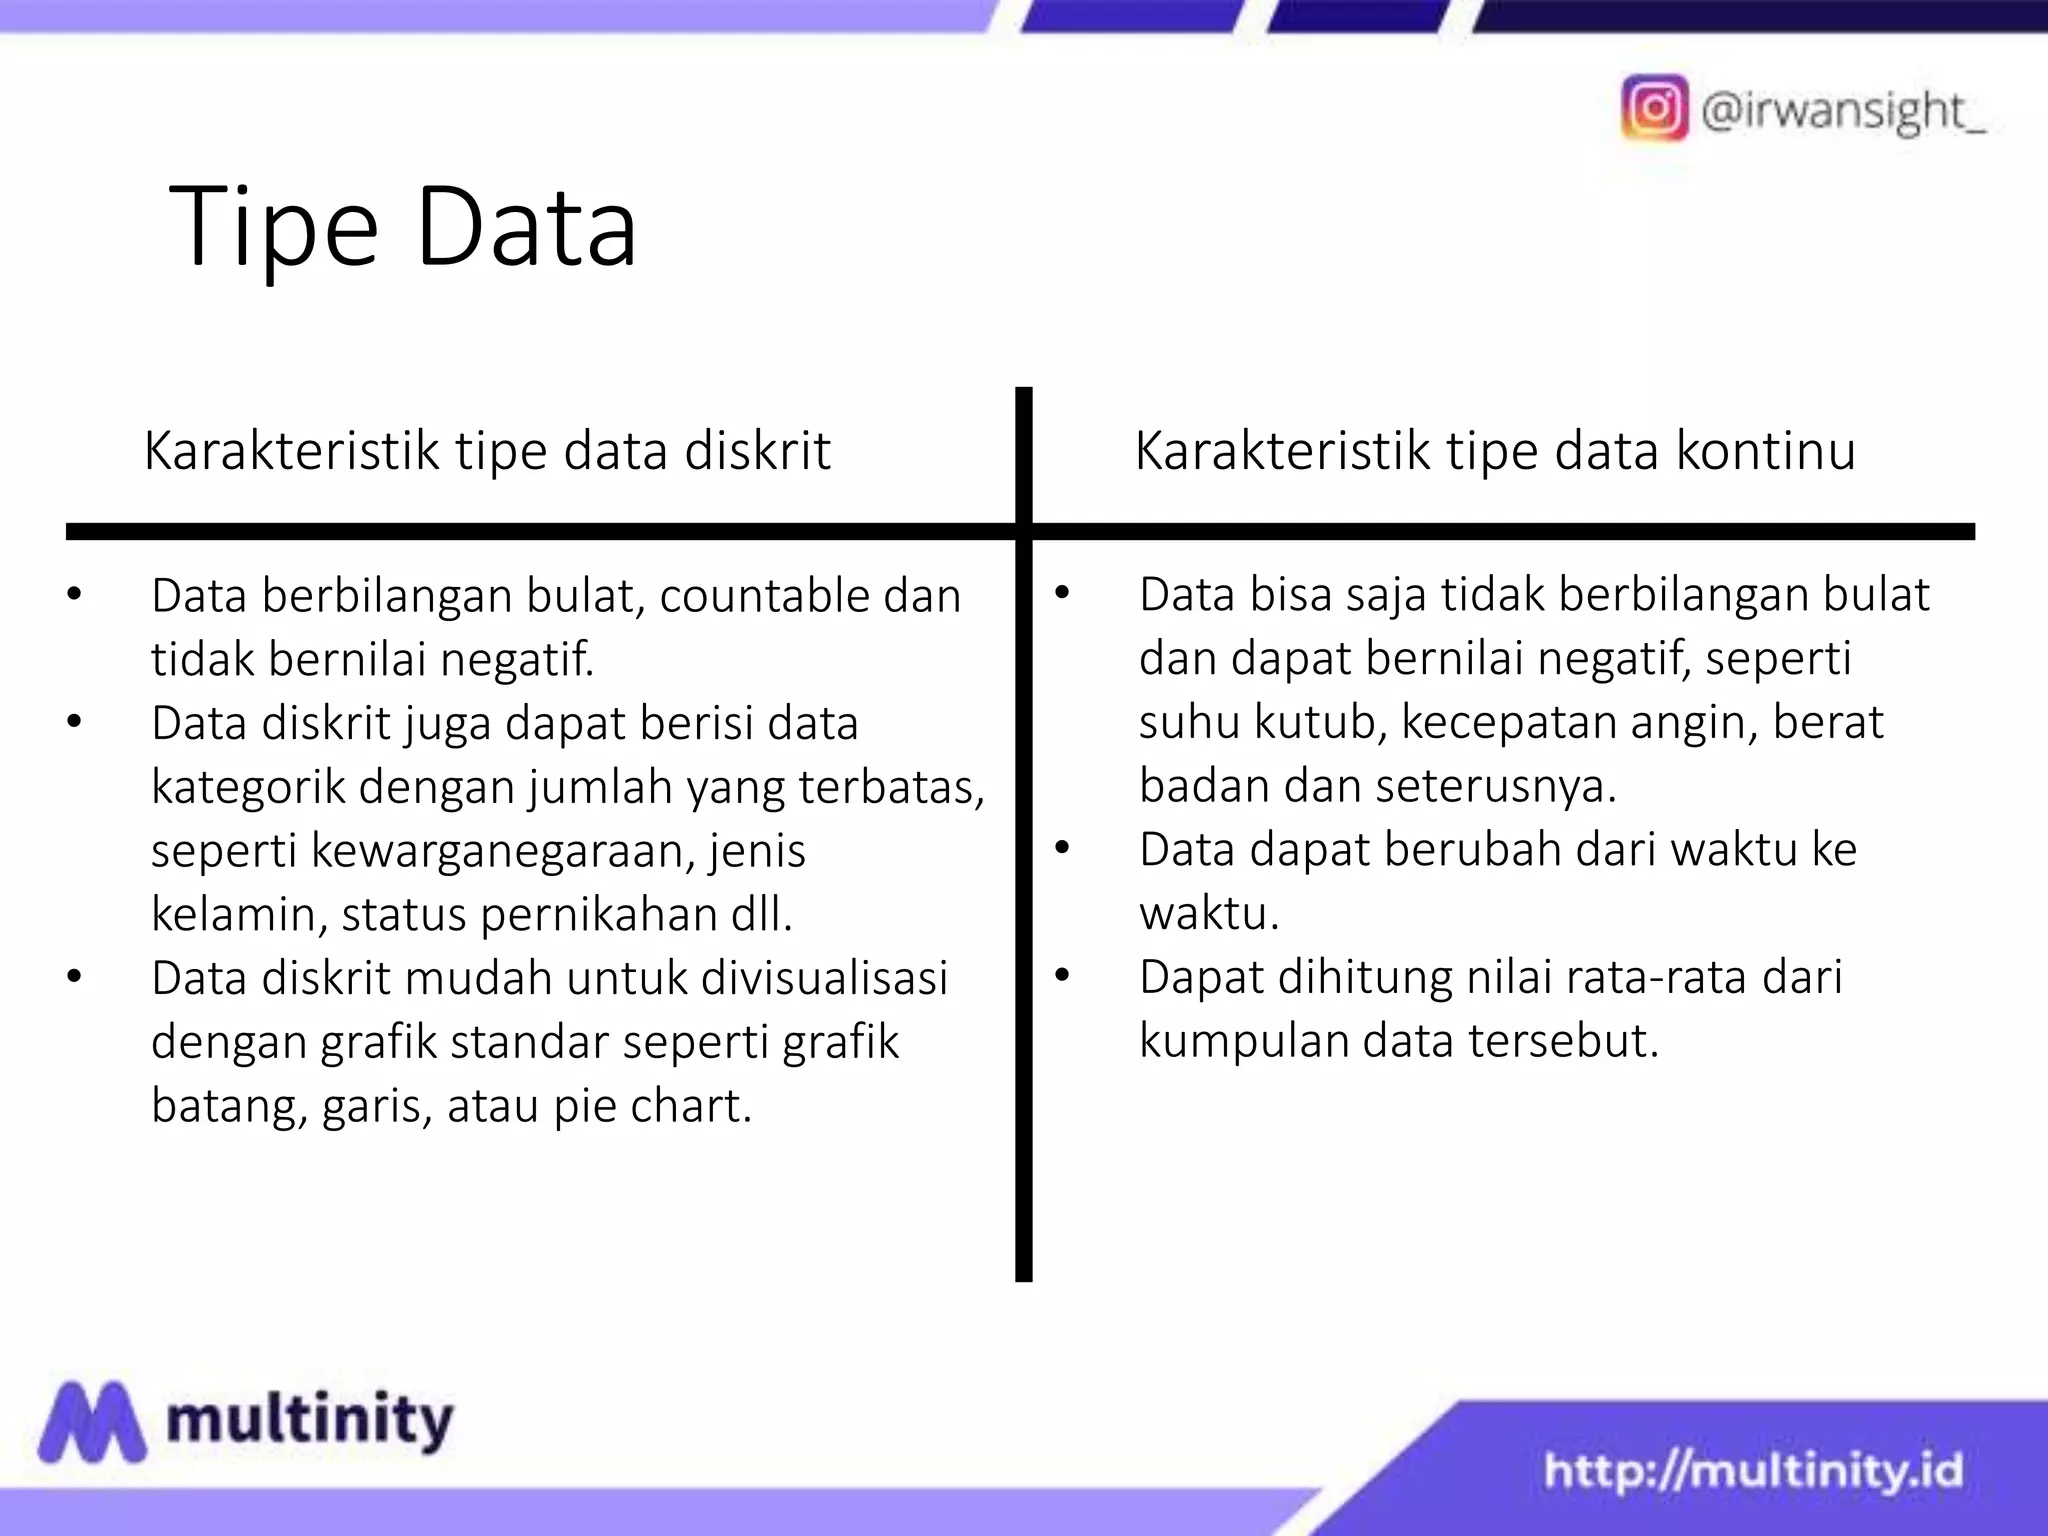 @irwansight_
Tipe Data
Karakteristik tipe data diskrit
• Data berbilangan bulat, countable dan
tidak bernilai negatif.
• Data diskrit juga dapat berisi data
kategorik dengan jumlah yang terbatas,
seperti kewarganegaraan, jenis
kelamin, status pernikahan dll.
• Data diskrit mudah untuk divisualisasi
dengan grafik standar seperti grafik
batang, garis, atau pie chart.
Karakteristik tipe data kontinu
• Data bisa saja tidak berbilangan bulat
dan dapat bernilai negatif, seperti
suhu kutub, kecepatan angin, berat
badan dan seterusnya.
• Data dapat berubah dari waktu ke
waktu.
• Dapat dihitung nilai rata-rata dari
kumpulan data tersebut.
multinity
http://multinity.id